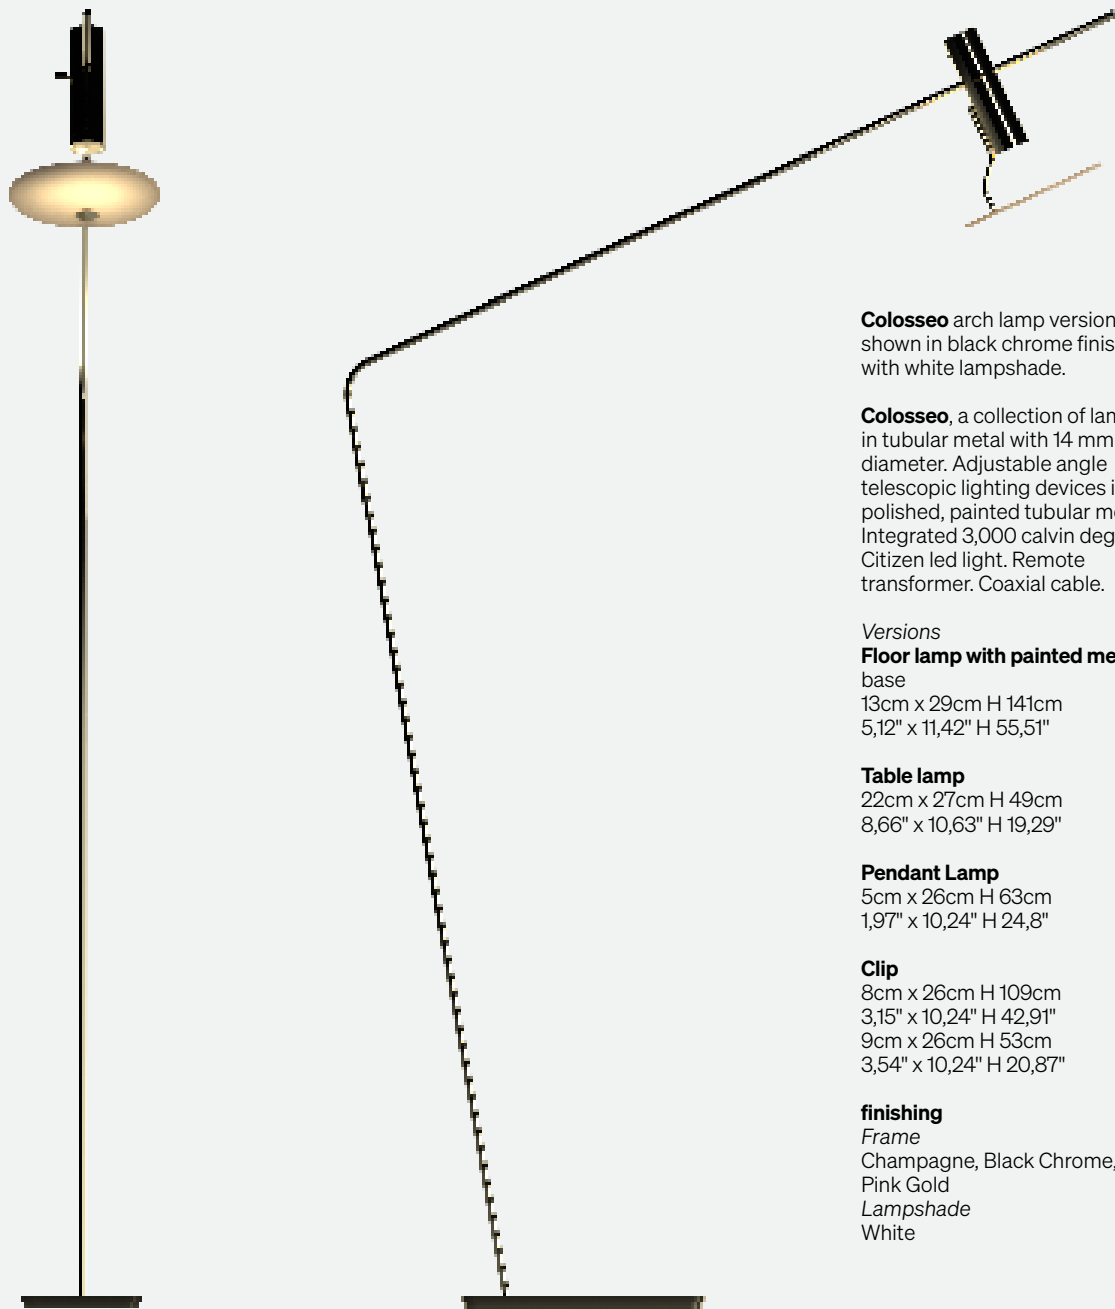 Colosseo arch lamp version
shown in black chrome finis
with white lampshade.
Colosseo, a collection of lan
in tubular metal with 14 mm
diameter. Adjustable angle
telescopic lighting devices i
polished, painted tubular m
Integrated 3,000 calvin deg
Citizen led light. Remote
transformer. Coaxial cable.
Versions
Floor lamp with painted me
base
13cm x 29cm H 141cm
5,12" x 11,42" H 55,51"
Table lamp
22cm x 27cm H 49cm
8,66" x 10,63" H 19,29"
Pendant Lamp
5cm x 26cm H 63cm
1,97" x 10,24" H 24,8"
Clip
8cm x 26cm H 109cm
3,15" x 10,24" H 42,91"
9cm x 26cm H 53cm
3,54" x 10,24" H 20,87"
finishing
Frame
Champagne, Black Chrome,
Pink Gold
Lampshade
White